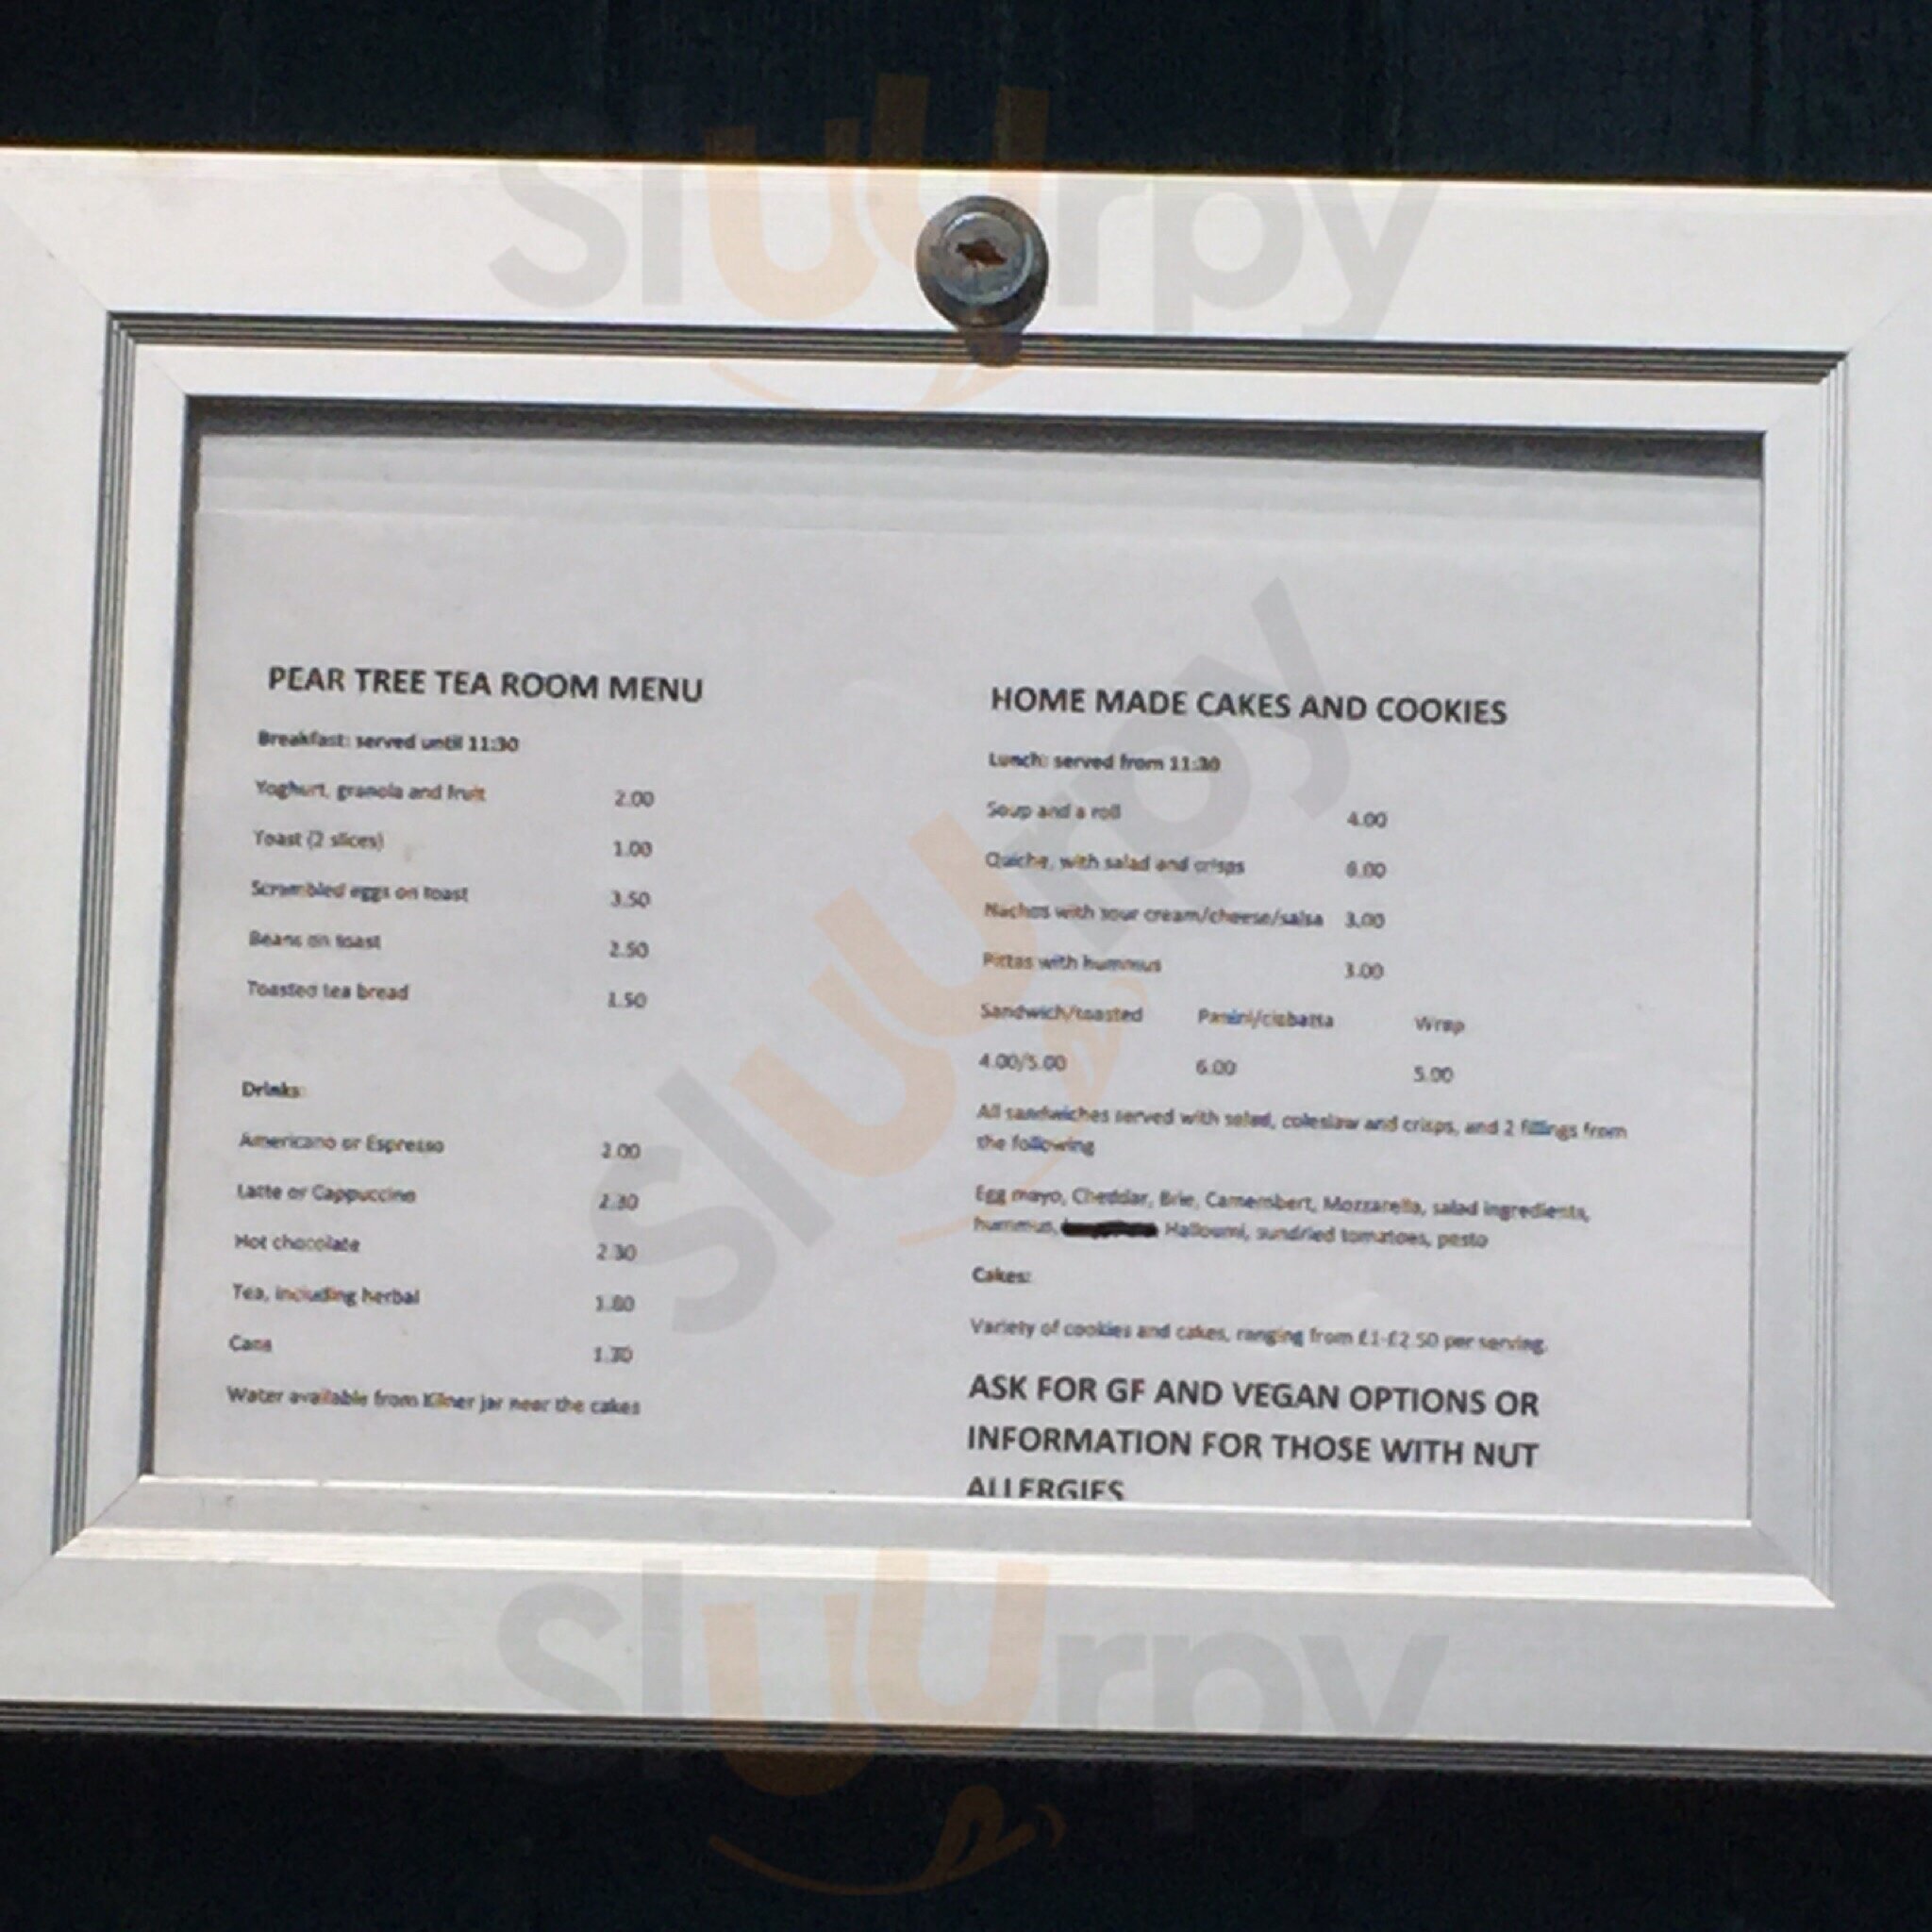 PEAR TREE TEA ROOM MENU
Breakfast: served until 11:30
Yoghurt, granola and fruit 2.00
Toast (2 slices) 1.00
Scrambled eggs on toast 3.50
Beans on toast 2.50
Toasted tea bread 1.50
Drinks:
Americano or Espresso 2.00
Latte or Cappuccino 2.30
Hot chocolate 2.30
Tea, including herbal 1.80
Cans 1.30
Water available from Kilner jar near the cakes
HOME MADE CAKES AND COOKIES
Lunch: served from 11:30
Soup and a roll 4.00
Quiche, with salad and crisps 6.00
Nachos with sour cream/cheese/salsa 3.00
Pittas with hummus 3.00
Sandwich/toasted Panini/ciabatta Wrap
4.00/5.00 6.00 5.00
All sandwiches served with salad, coleslaw and crisps, and 2 fillings from
the following
Egg mayo, Cheddar, Brie, Camembert, Mozzarella, salad ingredients,
hummus, Halloumi, sundried tomatoes, pesto
Cakes:
Variety of cookies and cakes, ranging from £1-£2.50 per serving.
ASK FOR GF AND VEGAN OPTIONS OR
INFORMATION FOR THOSE WITH NUT
ALLERGIES
sluurpy
sluurpy
sluurpy